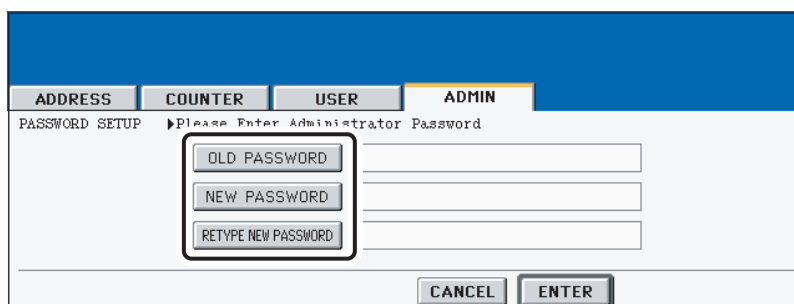 ADDRESS COUNTER USER ADMIN
PASSWORD SETUP ▶Please Enter Administrator Password
OLD PASSWORD
NEW PASSWORD
RETYPE NEW PASSWORD
CANCEL ENTER